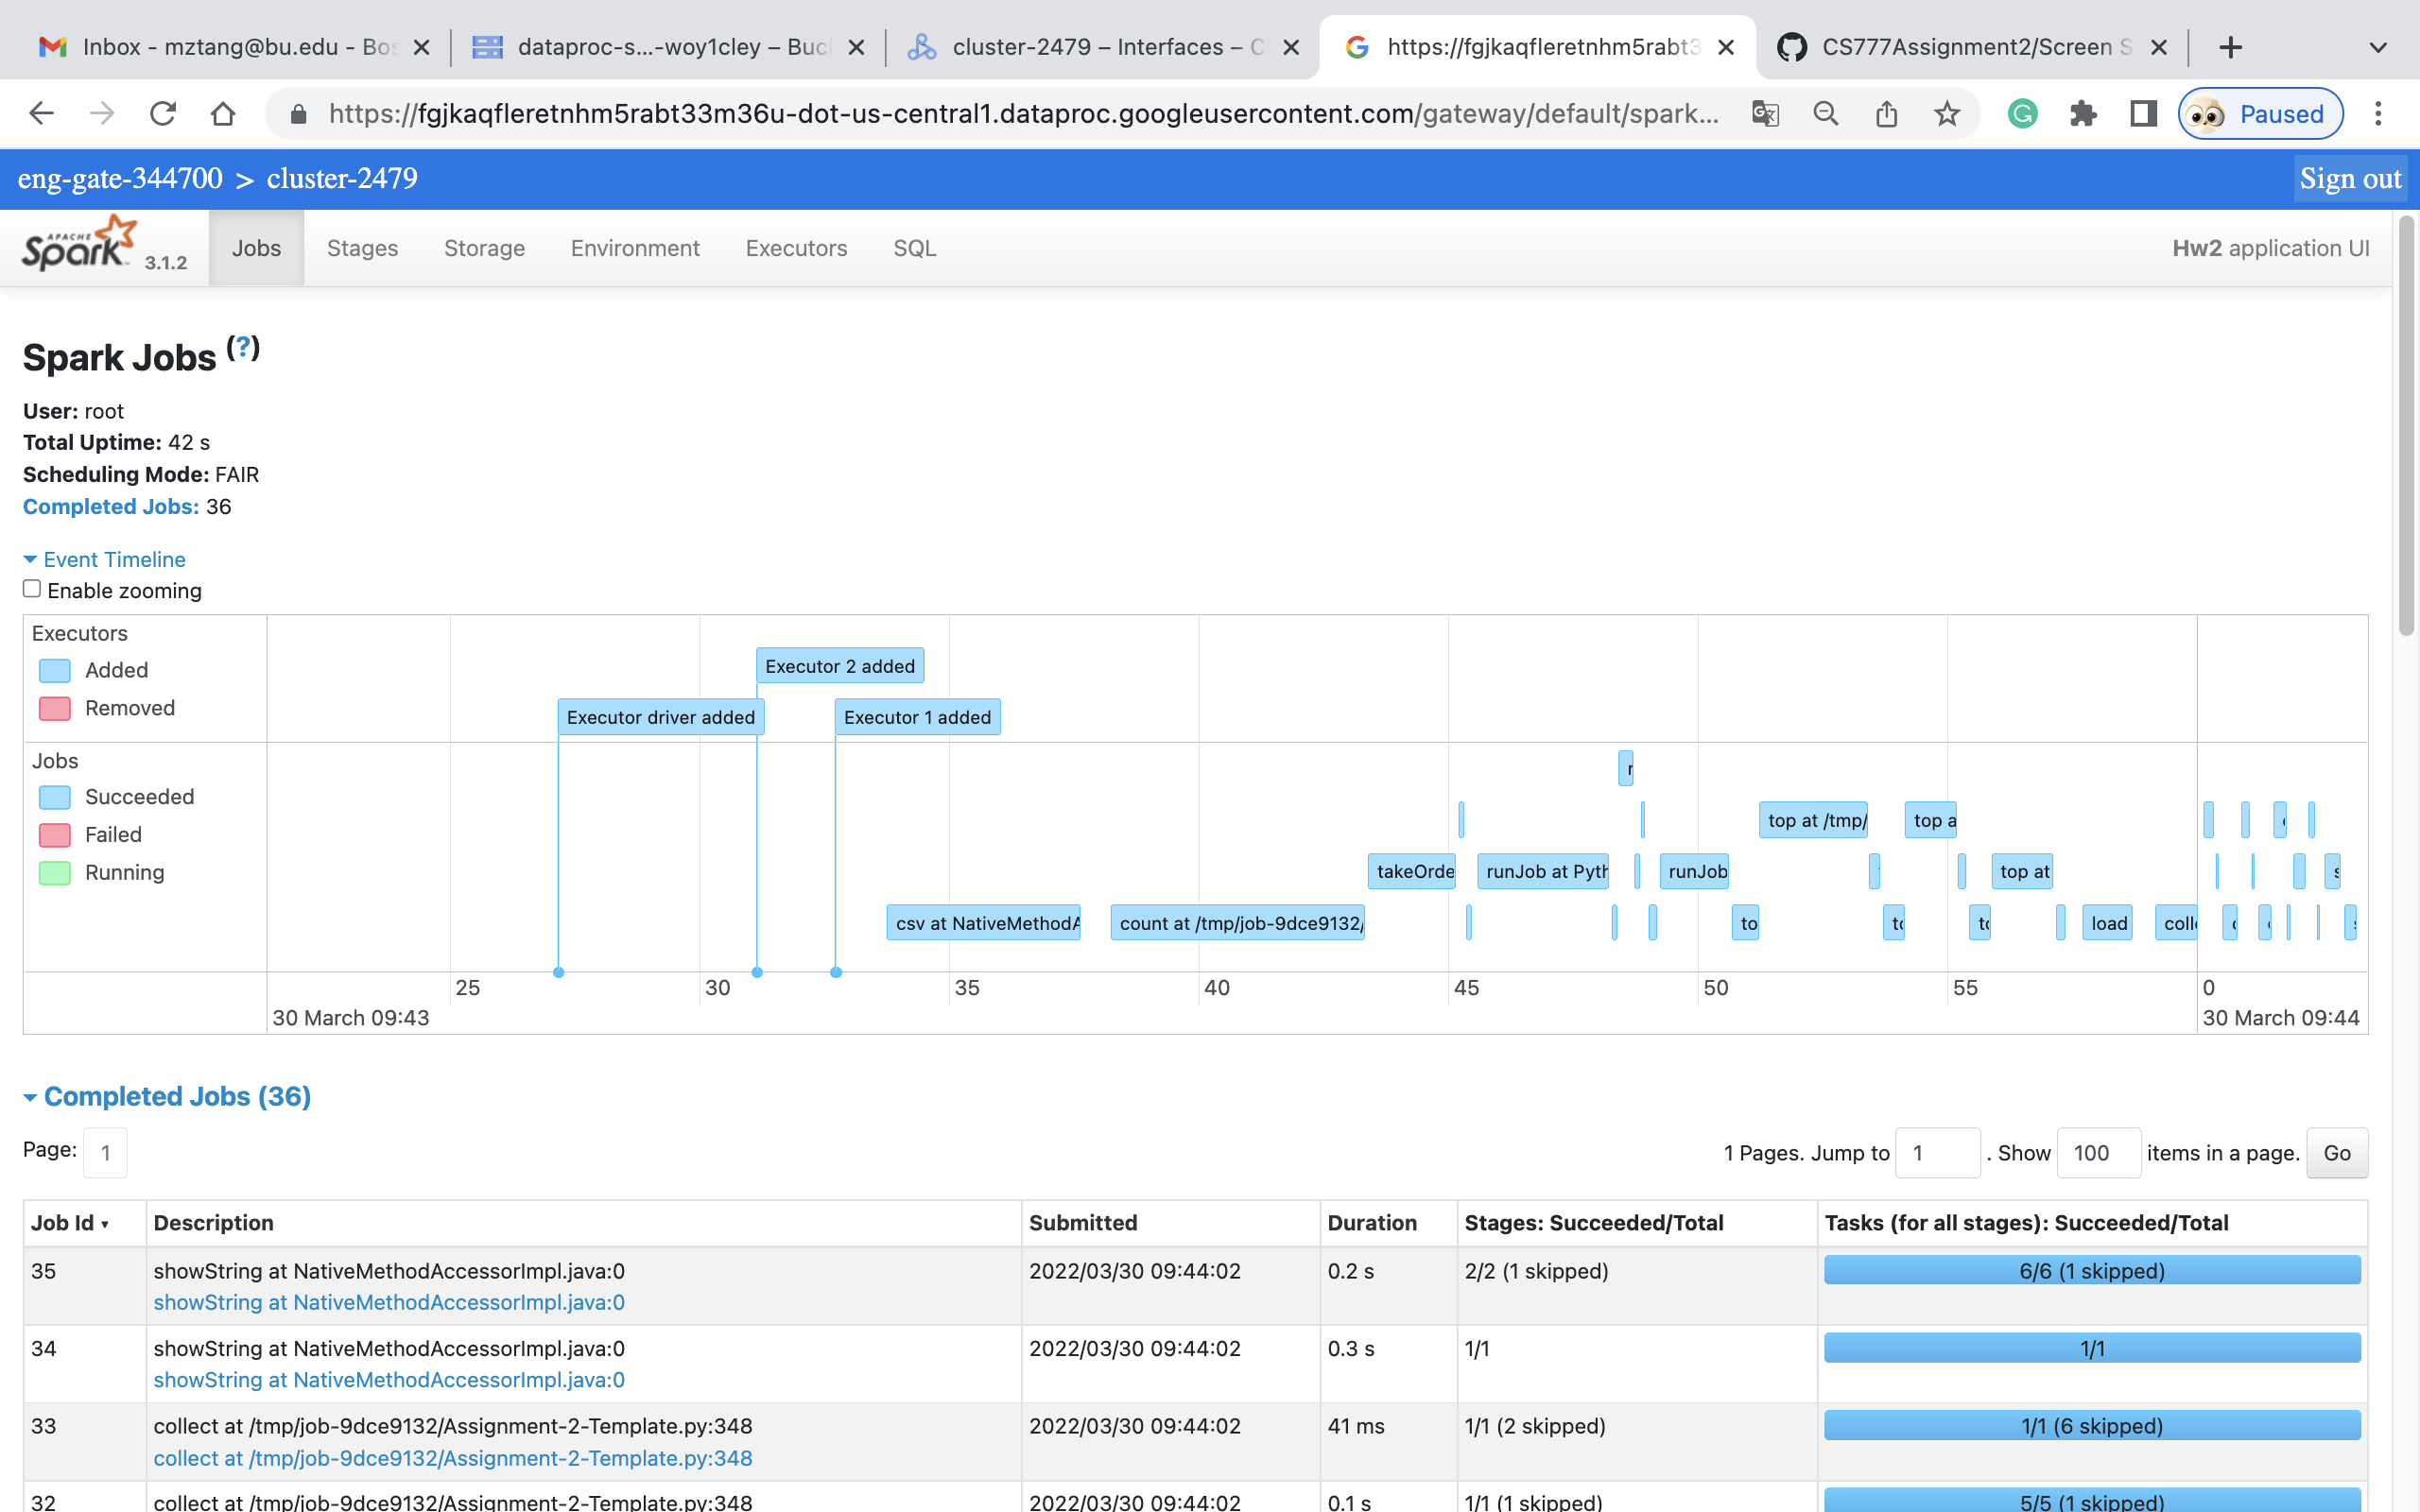 Inbox - mztang@bu.edu - Bos
dataproc-s...-woy1cley – Buc
cluster-2479 – Interfaces – C
https://fgjkaqfleretnhm5rabt3
CS777Assignment2/Screen S
https://fgjkaqfleretnhm5rabt33m36u-dot-us-central1.dataproc.googleusercontent.com/gateway/default/spark...
Paused
eng-gate-344700 > cluster-2479
Sign out
APACHE Spark 3.1.2
Jobs
Stages
Storage
Environment
Executors
SQL
Hw2 application UI
Spark Jobs (?)
User: root
Total Uptime: 42 s
Scheduling Mode: FAIR
Completed Jobs: 36
Event Timeline
Enable zooming
Executors
Added
Removed
Executor 2 added
Executor driver added
Executor 1 added
Jobs
Succeeded
Failed
Running
r
top at /tmp/
top a
takeOrde
runJob at Pyth
runJob
top at
s
csv at NativeMethodA
count at /tmp/job-9dce9132/
to
to
to
load
colle
25 30 35 40 45 50 55 0
30 March 09:43
30 March 09:44
Completed Jobs (36)
Page: 1
1 Pages. Jump to 1 . Show 100 items in a page. Go
Job Id ▾ Description Submitted Duration Stages: Succeeded/Total Tasks (for all stages): Succeeded/Total
35 showString at NativeMethodAccessorImpl.java:0 2022/03/30 09:44:02 0.2 s 2/2 (1 skipped) 6/6 (1 skipped)
showString at NativeMethodAccessorImpl.java:0
34 showString at NativeMethodAccessorImpl.java:0 2022/03/30 09:44:02 0.3 s 1/1 1/1
showString at NativeMethodAccessorImpl.java:0
33 collect at /tmp/job-9dce9132/Assignment-2-Template.py:348 2022/03/30 09:44:02 41 ms 1/1 (2 skipped) 1/1 (6 skipped)
collect at /tmp/job-9dce9132/Assignment-2-Template.py:348
32 collect at /tmp/job-9dce9132/Assignment-2-Template.py:348 2022/03/30 09:44:02 0.1 s 1/1 (1 skipped) 5/5 (1 skipped)